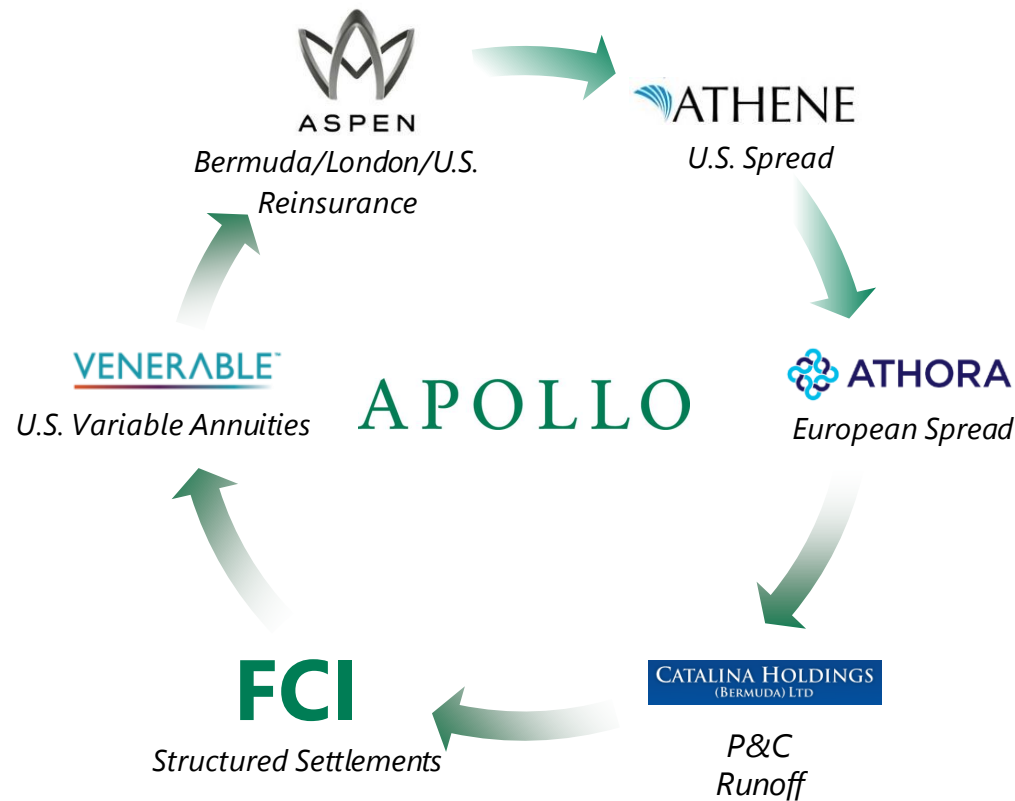 ASPEN
Bermuda/London/U.S.
Reinsurance
ATHENE
U.S. Spread
VENERABLE™
U.S. Variable Annuities
APOLLO
ATHORA
European Spread
FCI
Structured Settlements
CATALINA HOLDINGS
(BERMUDA) LTD
P&C
Runoff